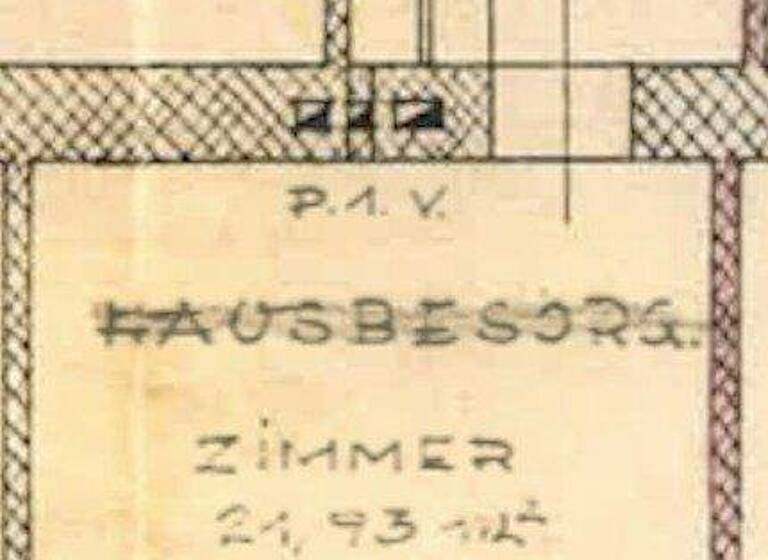 P.1. V.
HAUSBESORG.
ZIMMER
21,93 m²